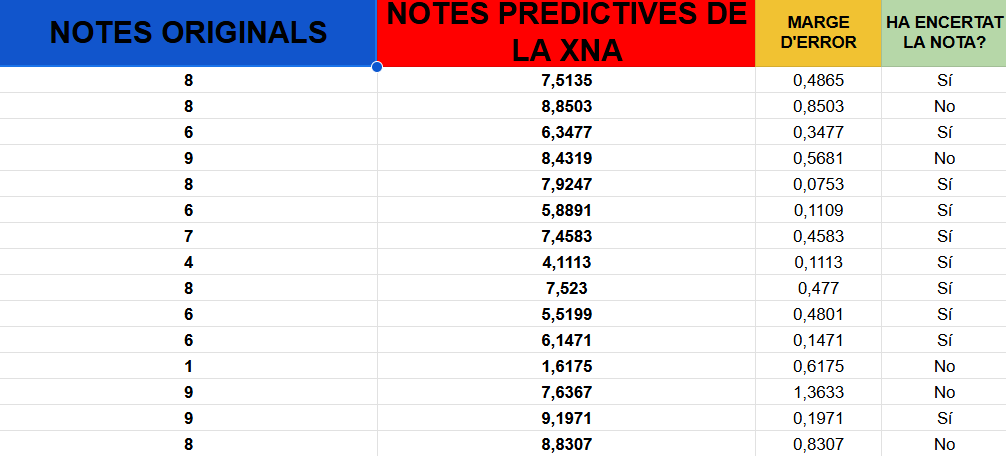 NOTES ORIGINALS NOTES PREDICTIVES DE LA XNA MARGE D'ERROR HA ENCERTAT LA NOTA?
8 7,5135 0,4865 Sí
8 8,8503 0,8503 No
6 6,3477 0,3477 Sí
9 8,4319 0,5681 No
8 7,9247 0,0753 Sí
6 5,8891 0,1109 Sí
7 7,4583 0,4583 Sí
4 4,1113 0,1113 Sí
8 7,523 0,477 Sí
6 5,5199 0,4801 Sí
6 6,1471 0,1471 Sí
1 1,6175 0,6175 No
9 7,6367 1,3633 No
9 9,1971 0,1971 Sí
8 8,8307 0,8307 No